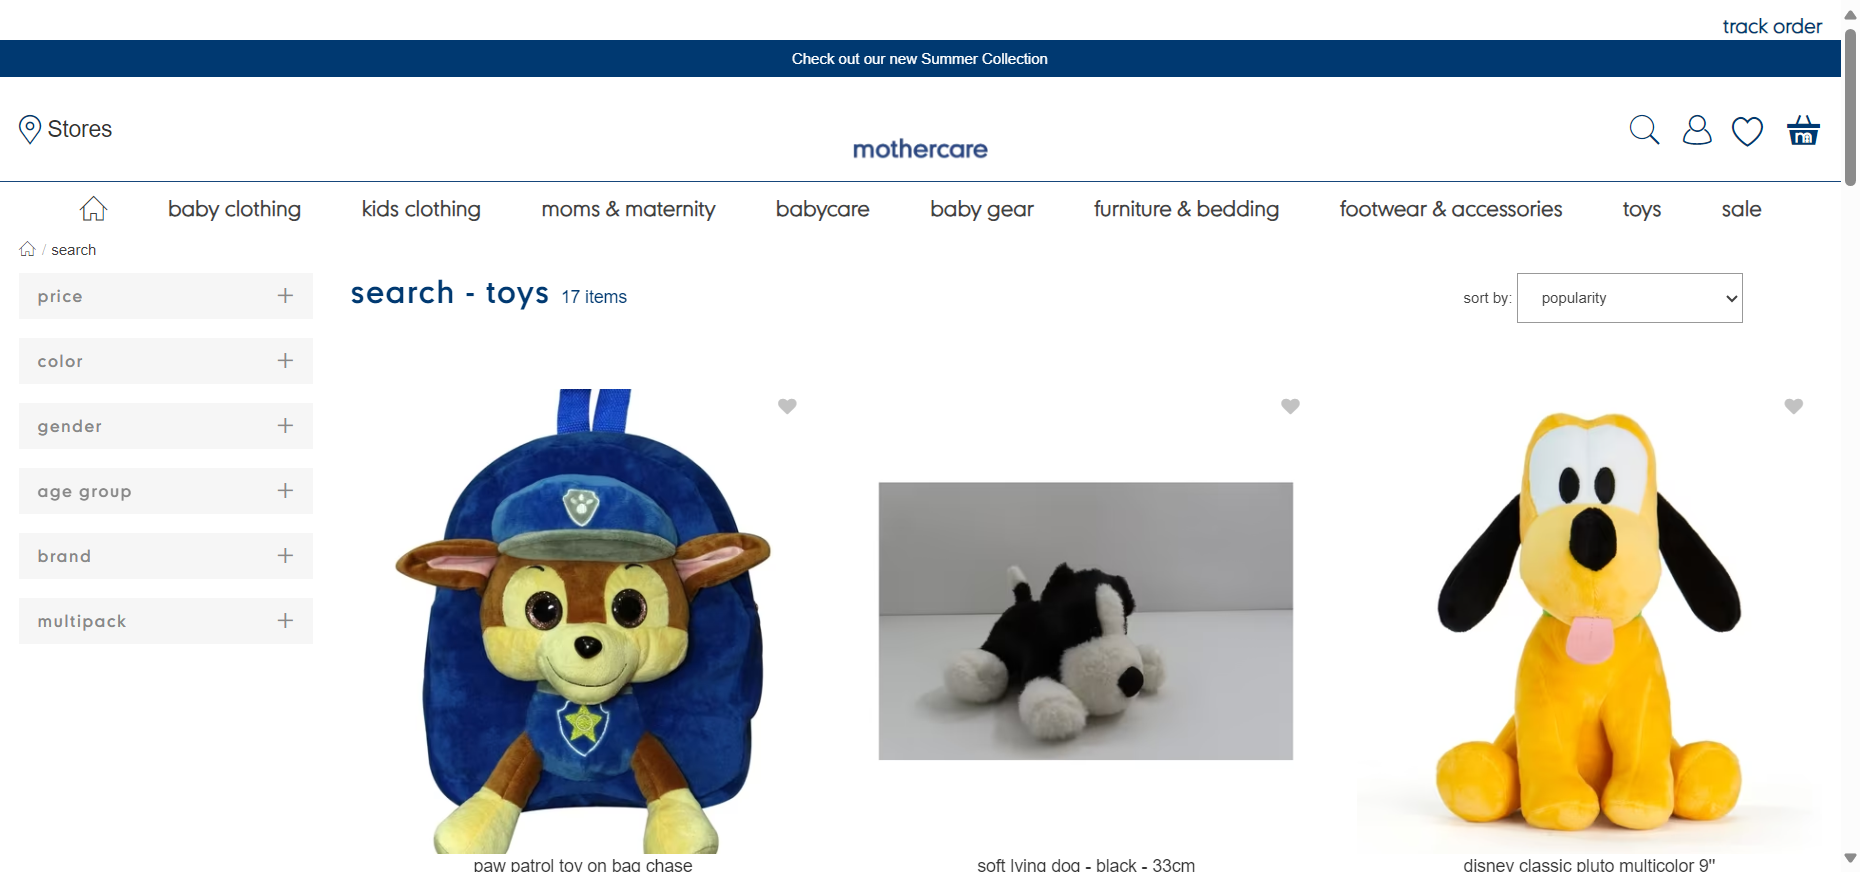 track order
Check out our new Summer Collection
Stores
mothercare
baby clothing
kids clothing
moms & maternity
babycare
baby gear
furniture & bedding
footwear & accessories
toys
sale
/ search
price
color
gender
age group
brand
multipack
search - toys 17 items
sort by: popularity
paw patrol toy on bag chase
soft lying dog - black - 33cm
disney classic pluto multicolor 9"